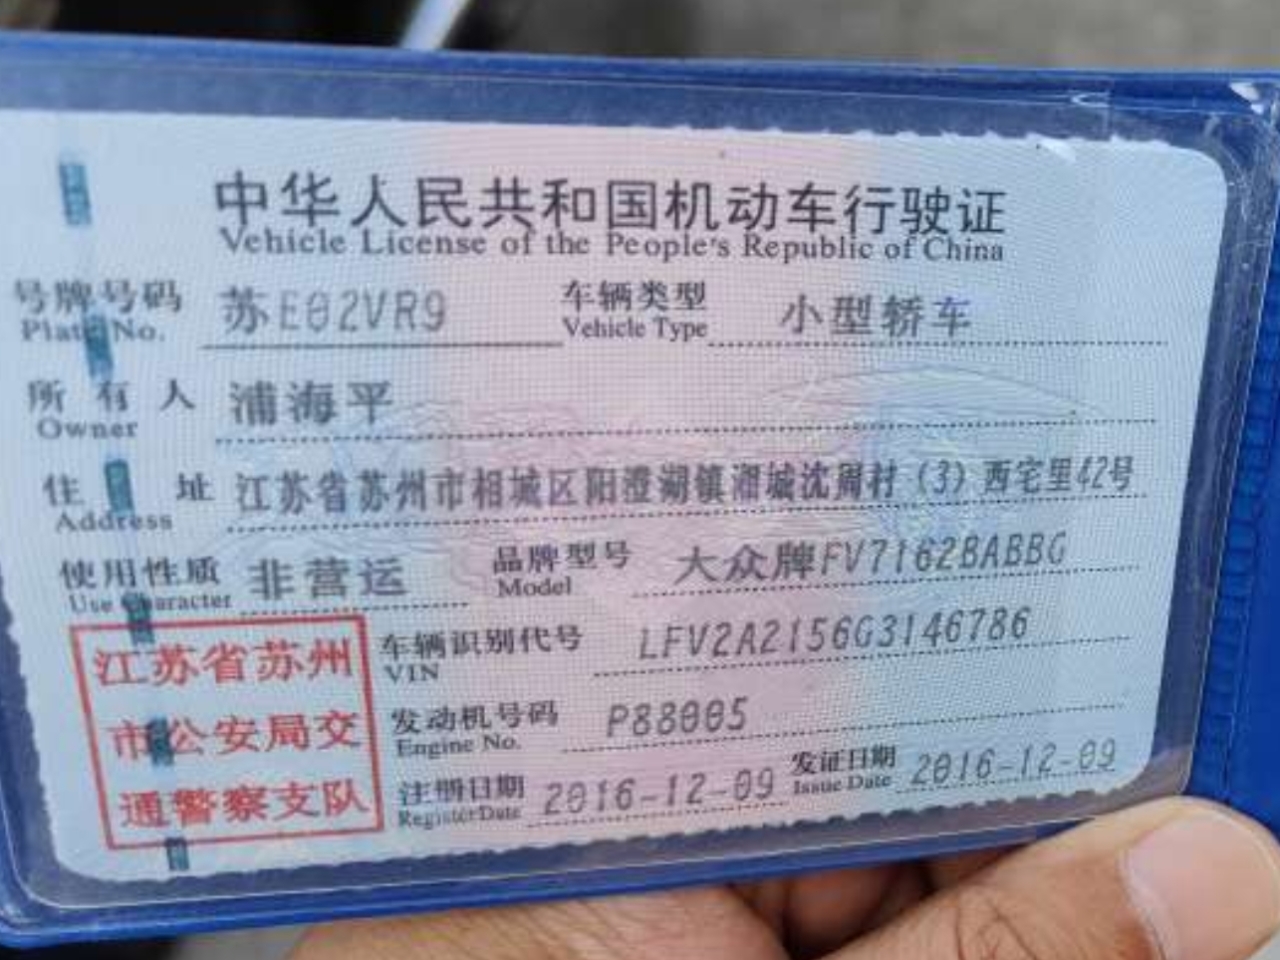 中华人民共和国机动车行驶证
Vehicle License of the People's Republic of China
号牌号码 苏E02VR9 车辆类型 小型轿车
Plate No. Vehicle Type
所有人 浦海平
Owner
住址 江苏省苏州市相城区阳澄湖镇湘城沈周村（3）西宅里42号
Address
使用性质 非营运 品牌型号 大众牌FV7162BABBG
Use Character Model
江苏省苏州 车辆识别代号 LFV2A2156G3146786
VIN
市公安局交 发动机号码 P88005
Engine No.
通警察支队 注册日期 2016-12-09 发证日期 2016-12-09
Register Date Issue Date